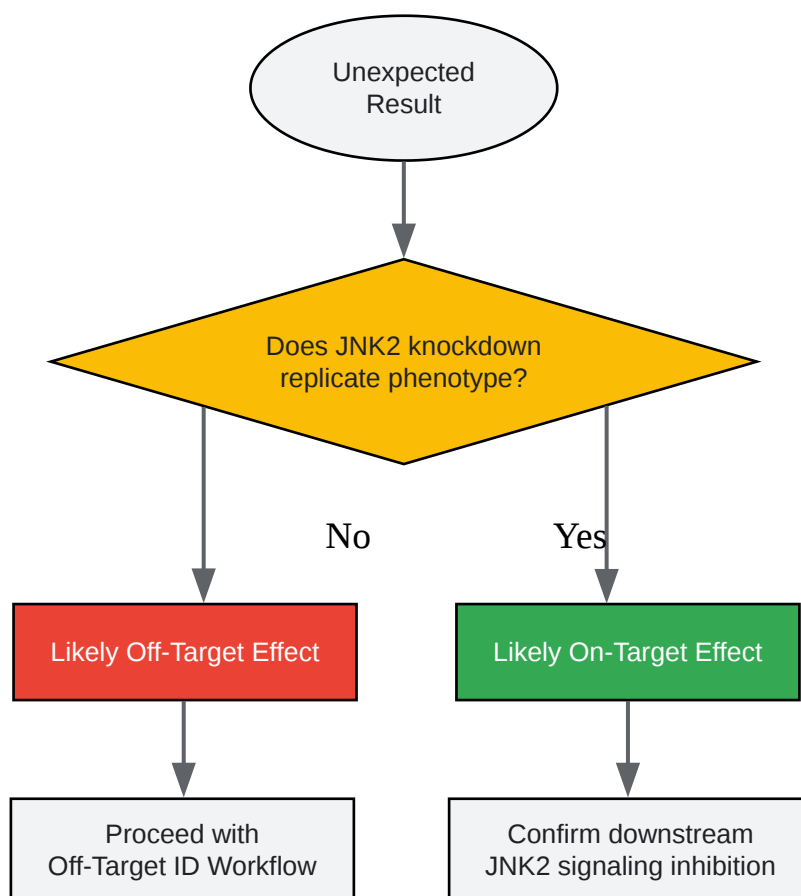 Unexpected
Result
Does JNK2 knockdown
replicate phenotype?
No
Yes
Likely Off-Target Effect
Likely On-Target Effect
Proceed with
Off-Target ID Workflow
Confirm downstream
JNK2 signaling inhibition